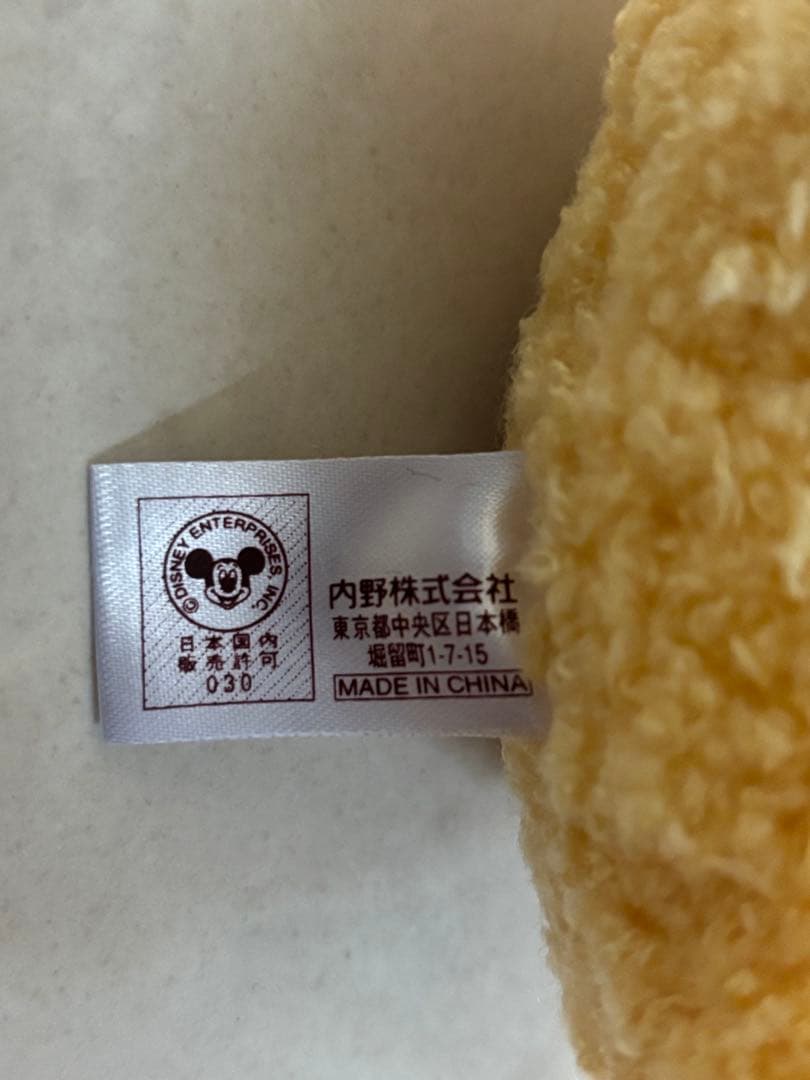 ©DISNEY ENTERPRISES, INC.
日本国内
販売許可
030
内野株式会社
東京都中央区日本橋
堀留町1-7-15
MADE IN CHINA